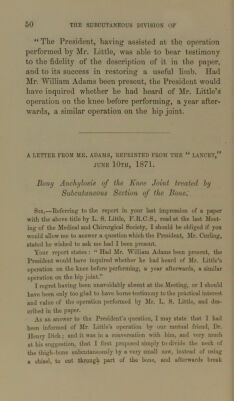 50 THE SUBCUTANEOUS DIVISION OF
"The President, having assisted at the operation
performed by Mr. Little, was able to bear testimony
to the fidelity of the description of it in the paper,
and to its success in restoring a useful limb. Had
Mr. William Adams been present, the President would
have inquired whether he had heard of Mr. Little's
operation on the knee before performing, a year after-
wards, a similar operation on the hip joint.
A LETTER FROM MR. ADAMS, REPRINTED FROM THE "LANCET,"
JUNE 10TH, 1871.
Bony Anchylosis of the Knee Joint treated by
Subcutaneous Section of the Bone.
SIR,—Referring to the report in your last impression of a paper
with the above title by L. S. Little, F.R.C.S., read at the last Meet-
ing of the Medical and Chirurgical Society, I should be obliged if you
would allow me to answer a question which the President, Mr. Curling,
stated he wished to ask me had I been present.
Your report states: "Had Mr. William Adams been present, the
President would have inquired whether he had heard of Mr. Little's
operation on the knee before performing, a year afterwards, a similar
operation on the hip joint."
I regret having been unavoidably absent at the Meeting, or I should
have been only too glad to have borne testimony to the practical interest
and value of the operation performed by Mr. L. S. Little, and des-
cribed in the paper.
As an answer to the President's question, I may state that I had
been informed of Mr. Little's operation by our mutual friend, Dr.
Henry Dick; and it was in a conversation with him, and very much
at his suggestion, that I first proposed simply to divide the neck of
the thigh-bone subcutaneously by a very small saw, instead of using
a chisel, to cut through part of the bone, and afterwards break